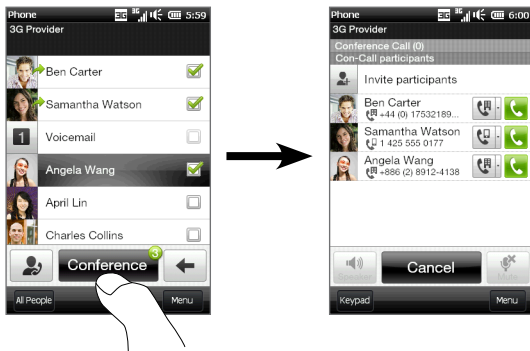 Phone 3G 5:59
3G Provider
Ben Carter
Samantha Watson
1 Voicemail
Angela Wang
April Lin
Charles Collins
Conference 3
All People Menu
Phone 3G 6:00
3G Provider
Conference Call (0)
Con-Call participants
Invite participants
Ben Carter
+44 (0) 17532189...
Samantha Watson
1 425 555 0177
Angela Wang
+886 (2) 8912-4138
Speaker Cancel Mute
Keypad Menu